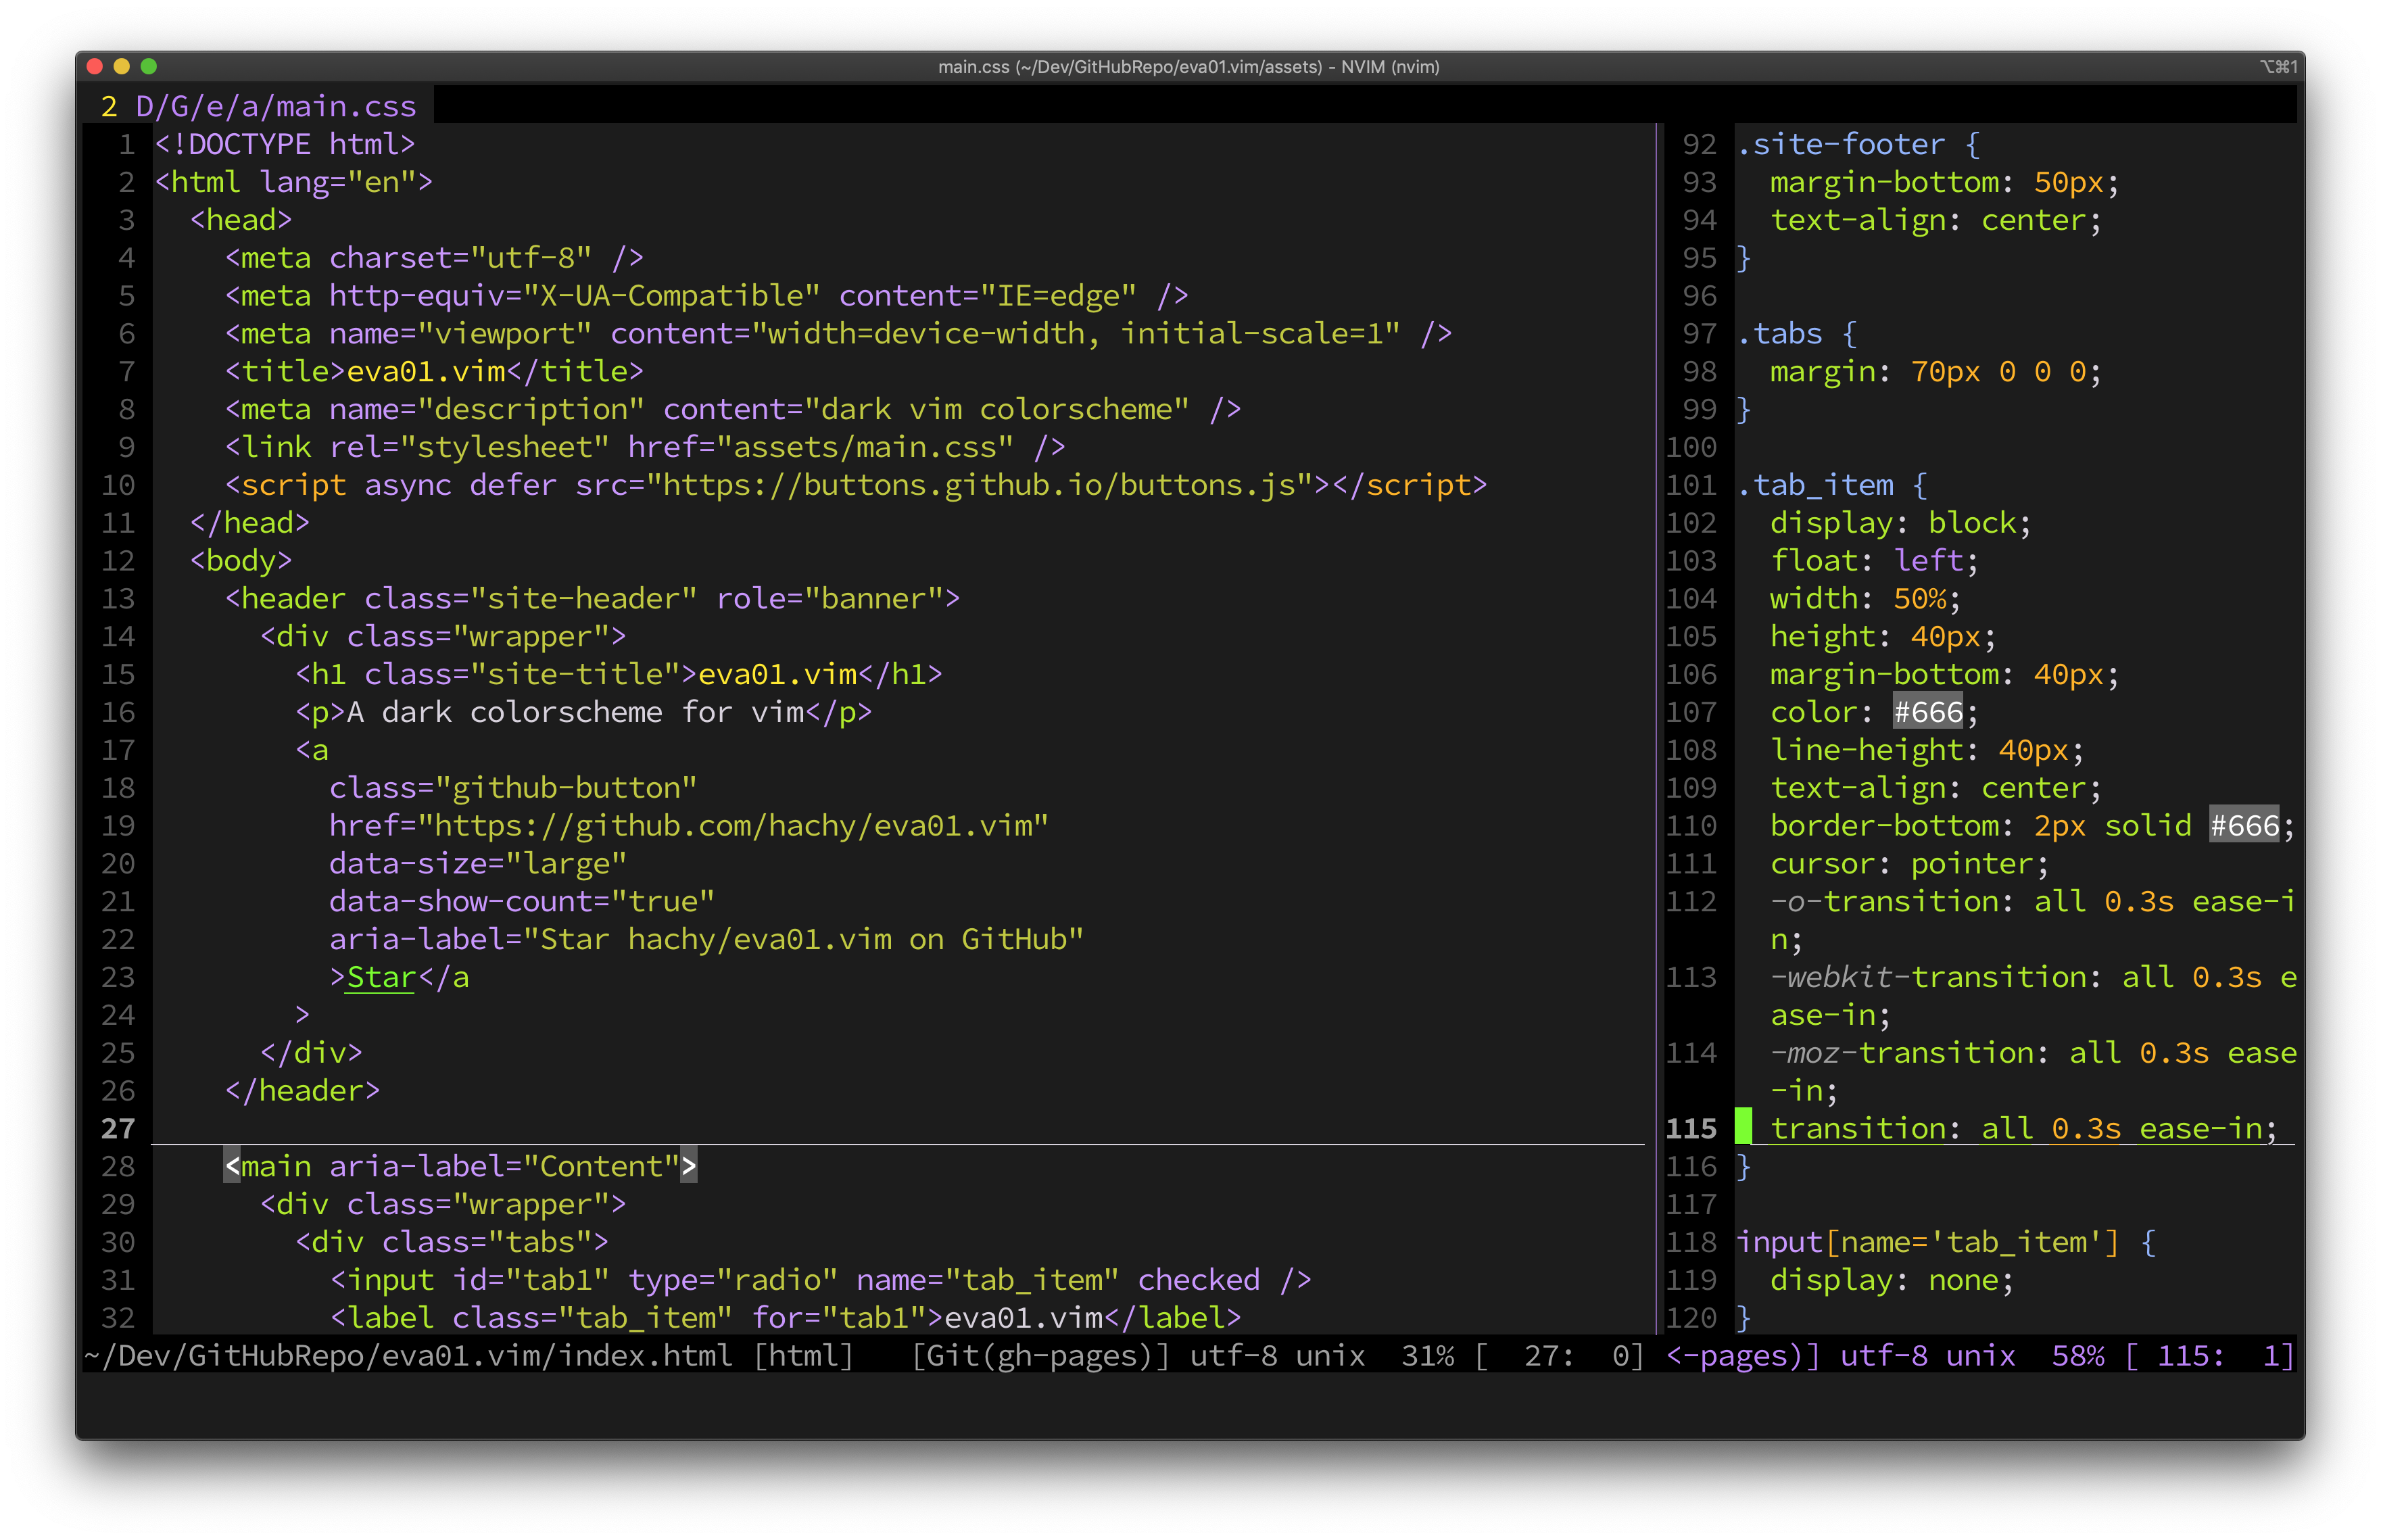 main.css (~/Dev/GitHubRepo/eva01.vim/assets) - NVIM (nvim)
⌥⌘1
2 D/G/e/a/main.css
1 <!DOCTYPE html>
2 <html lang="en">
3   <head>
4     <meta charset="utf-8" />
5     <meta http-equiv="X-UA-Compatible" content="IE=edge" />
6     <meta name="viewport" content="width=device-width, initial-scale=1" />
7     <title>eva01.vim</title>
8     <meta name="description" content="dark vim colorscheme" />
9     <link rel="stylesheet" href="assets/main.css" />
10     <script async defer src="https://buttons.github.io/buttons.js"></script>
11   </head>
12   <body>
13     <header class="site-header" role="banner">
14       <div class="wrapper">
15         <h1 class="site-title">eva01.vim</h1>
16         <p>A dark colorscheme for vim</p>
17         <a
18           class="github-button"
19           href="https://github.com/hachy/eva01.vim"
20           data-size="large"
21           data-show-count="true"
22           aria-label="Star hachy/eva01.vim on GitHub"
23           >Star</a
24         >
25       </div>
26     </header>
27
28     <main aria-label="Content">
29       <div class="wrapper">
30         <div class="tabs">
31           <input id="tab1" type="radio" name="tab_item" checked />
32           <label class="tab_item" for="tab1">eva01.vim</label>
~/Dev/GitHubRepo/eva01.vim/index.html [html]   [Git(gh-pages)] utf-8 unix  31% [  27:  0]
92 .site-footer {
93   margin-bottom: 50px;
94   text-align: center;
95 }
96
97 .tabs {
98   margin: 70px 0 0 0;
99 }
100
101 .tab_item {
102   display: block;
103   float: left;
104   width: 50%;
105   height: 40px;
106   margin-bottom: 40px;
107   color: #666;
108   line-height: 40px;
109   text-align: center;
110   border-bottom: 2px solid #666;
111   cursor: pointer;
112   -o-transition: all 0.3s ease-i
n;
113   -webkit-transition: all 0.3s e
ase-in;
114   -moz-transition: all 0.3s ease
-in;
115   transition: all 0.3s ease-in;
116 }
117
118 input[name='tab_item'] {
119   display: none;
120 }
<-pages)] utf-8 unix  58% [ 115:  1]